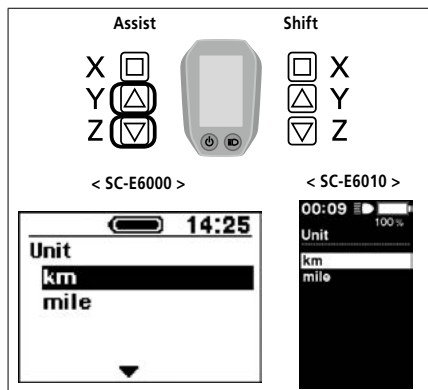 Assist Shift
X X
Y Y
Z Z
< SC-E6000 > < SC-E6010 >
14:25
Unit
km
mile
00:09
100%
Unit
km
mile